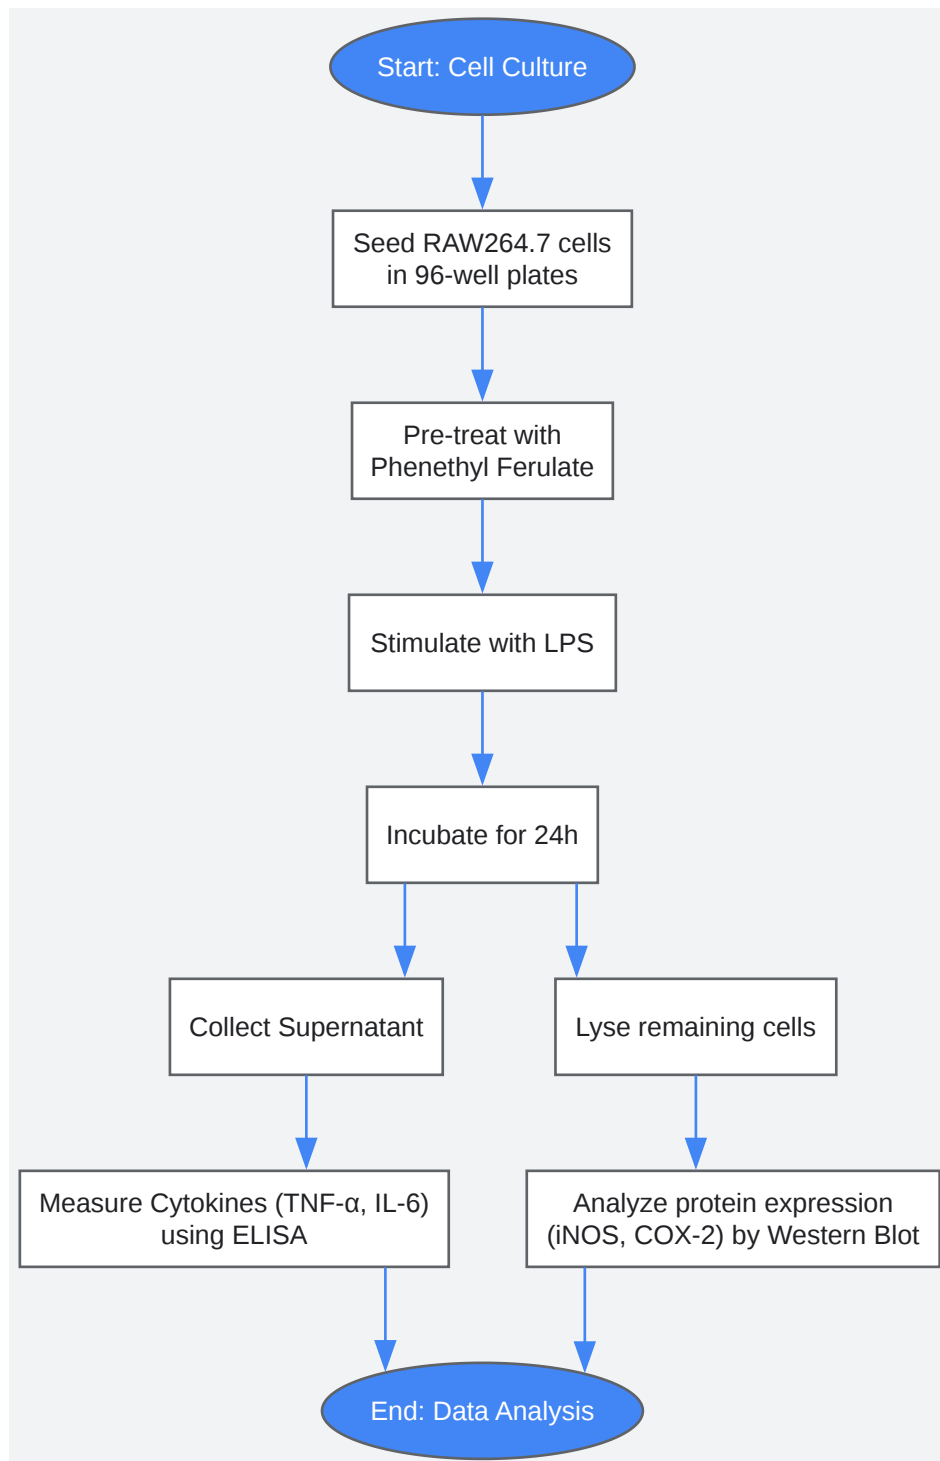 Start: Cell Culture
Seed RAW264.7 cells
in 96-well plates
Pre-treat with
Phenethyl Ferulate
Stimulate with LPS
Incubate for 24h
Collect Supernatant
Lyse remaining cells
Measure Cytokines (TNF-α, IL-6)
using ELISA
Analyze protein expression
(iNOS, COX-2) by Western Blot
End: Data Analysis